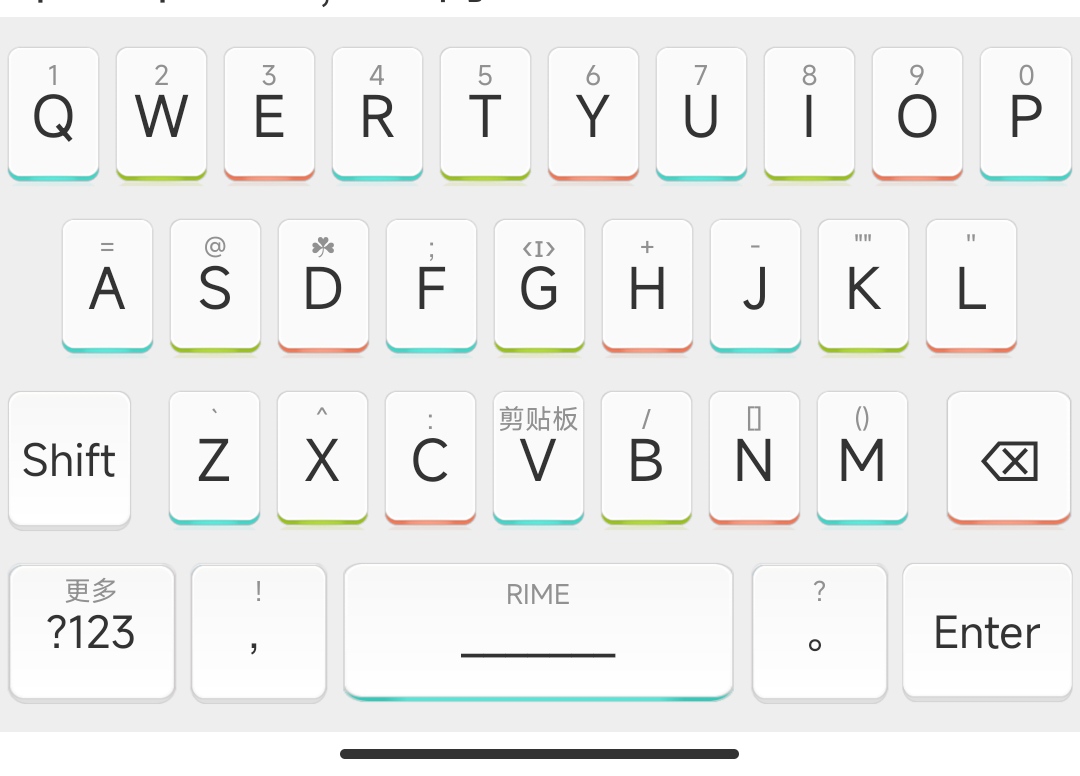 1 2 3 4 5 6 7 8 9 0
Q W E R T Y U I O P
= @ ☘ ; ‹I› + - "" "
A S D F G H J K L
` ^ : 剪贴板 / [] ()
Shift Z X C V B N M
更多 ! RIME ?
?123 , 。 Enter